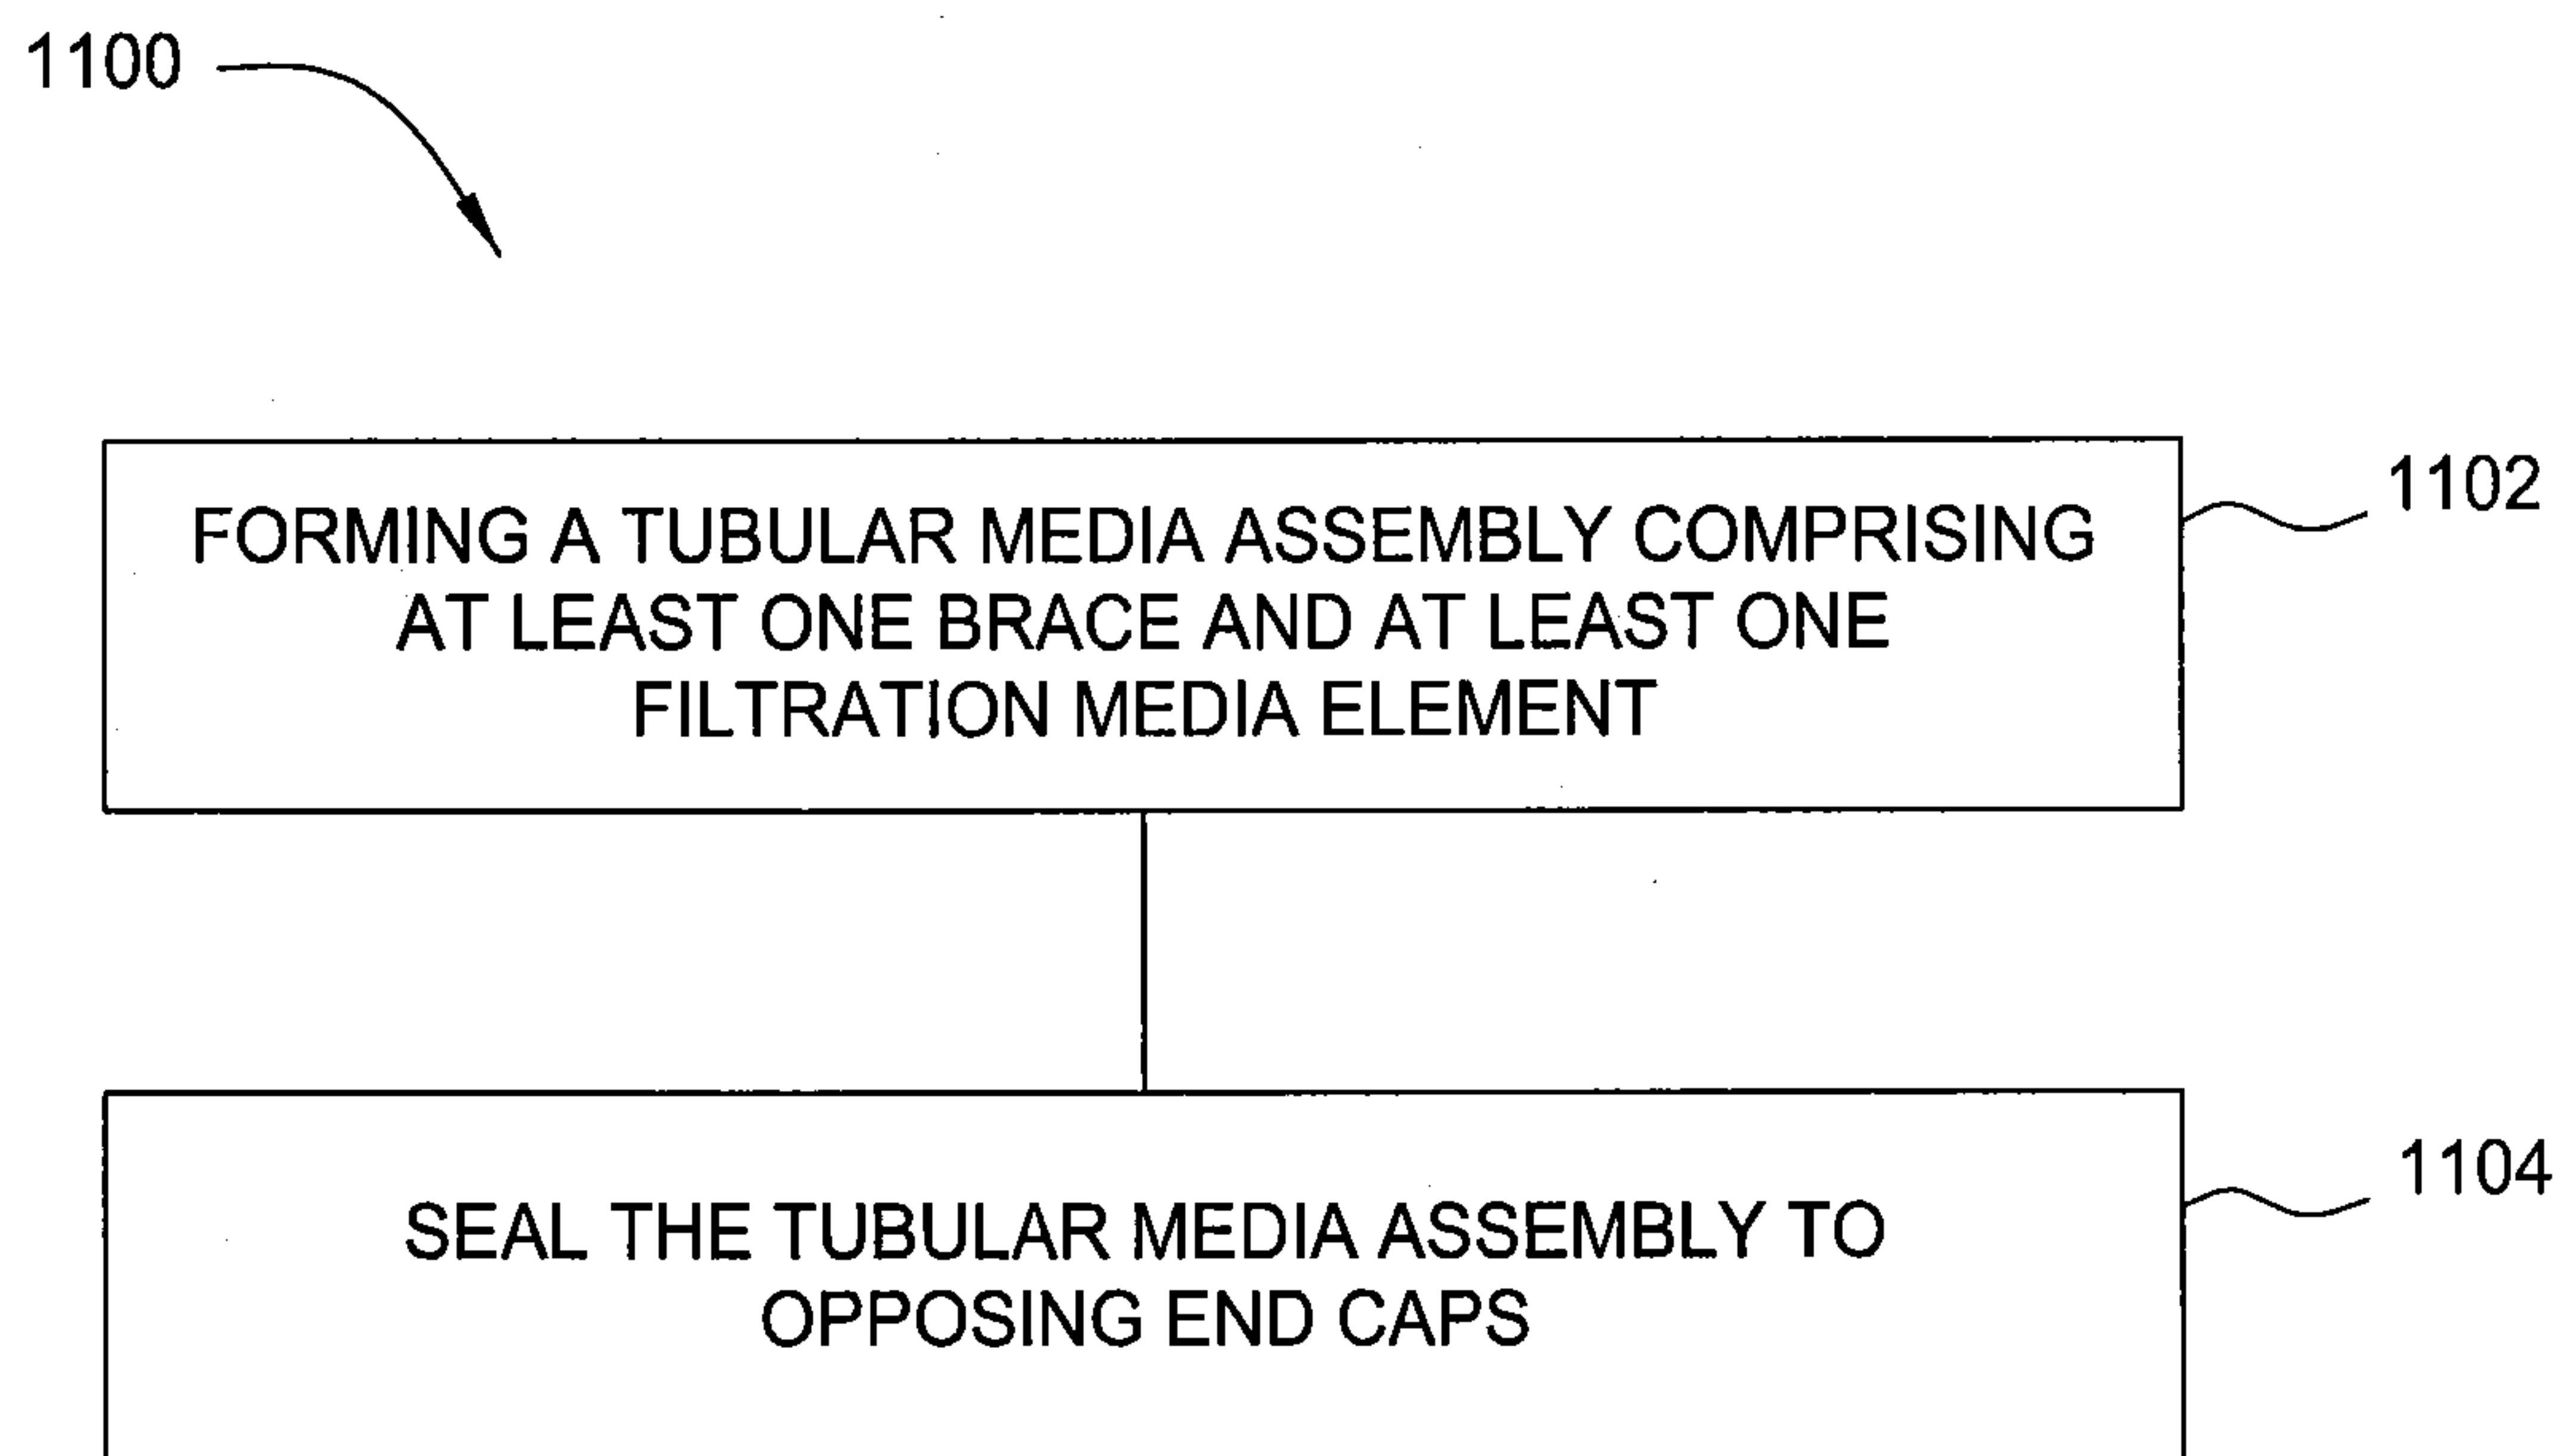 1100
FORMING A TUBULAR MEDIA ASSEMBLY COMPRISING
AT LEAST ONE BRACE AND AT LEAST ONE
FILTRATION MEDIA ELEMENT
1102
SEAL THE TUBULAR MEDIA ASSEMBLY TO
OPPOSING END CAPS
1104